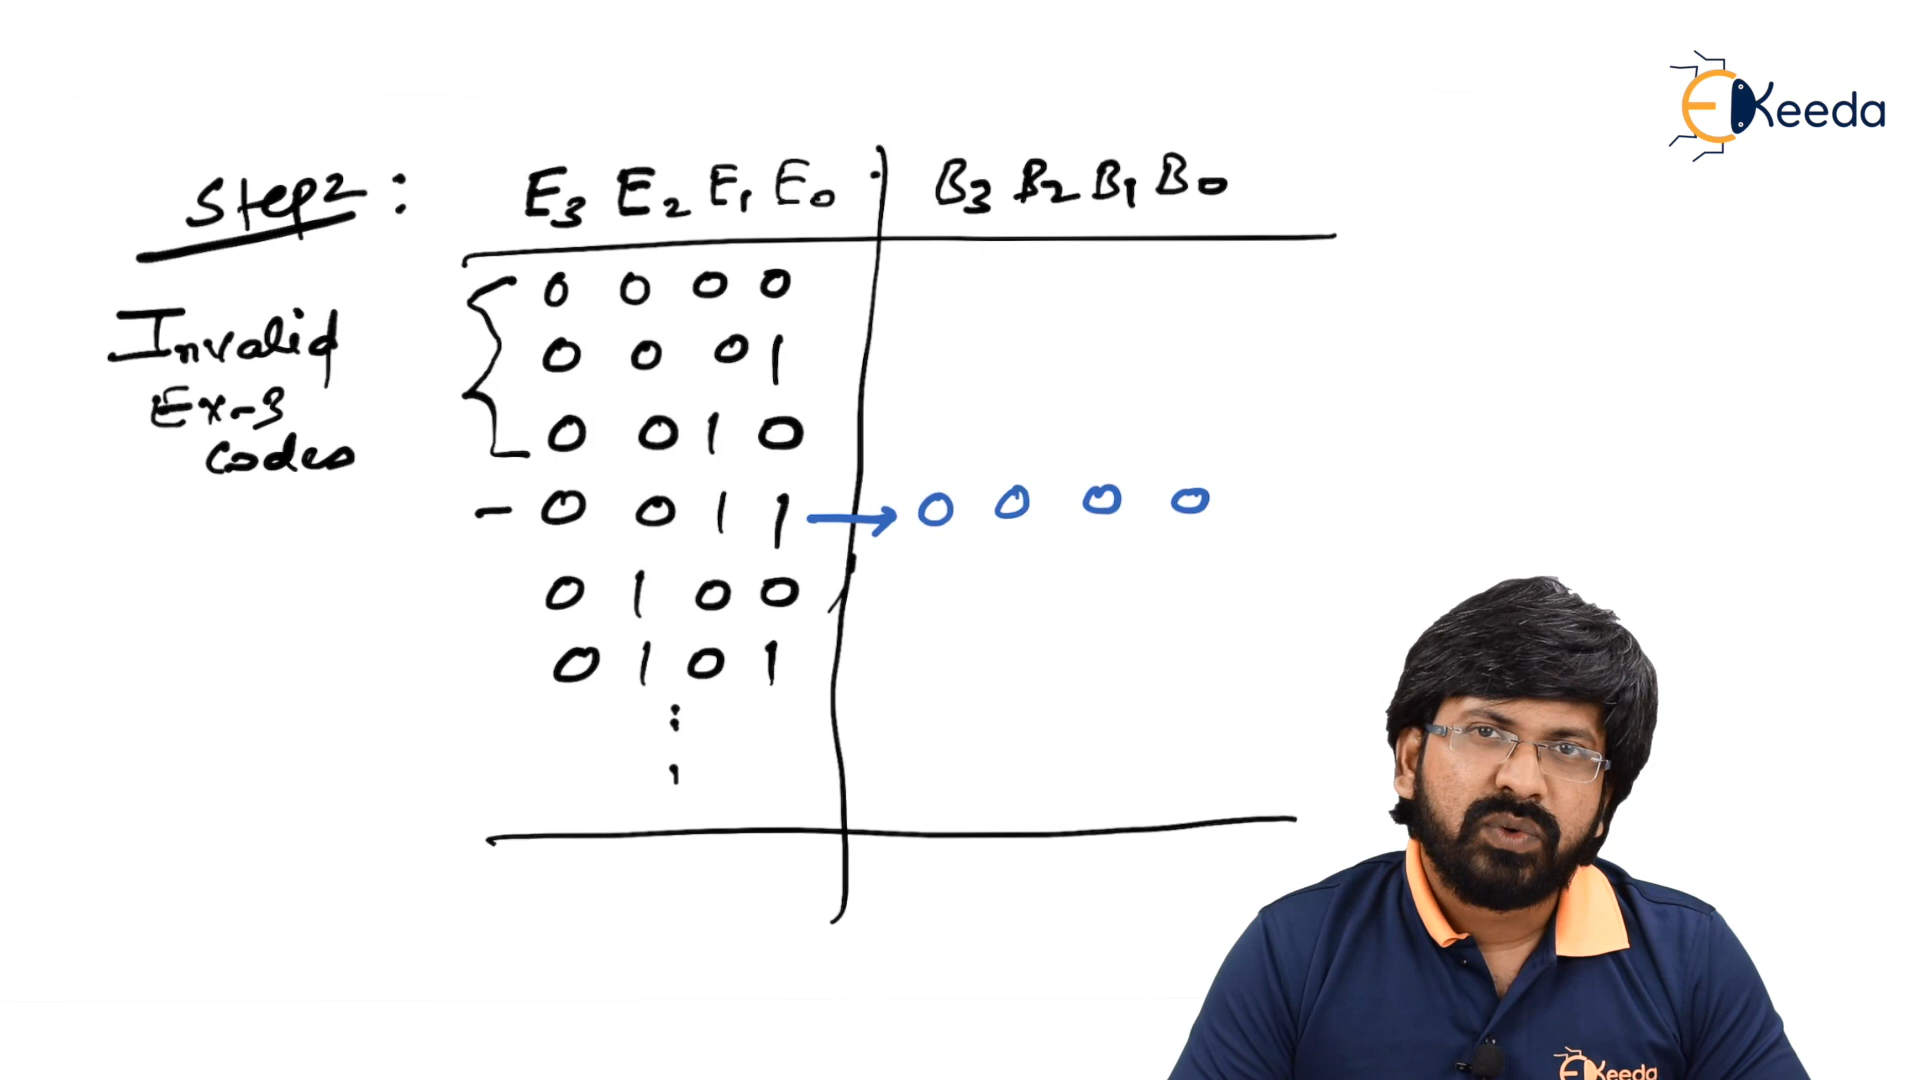 EKeeda
Step 2 : E3 E2 E1 E0 B3 B2 B1 B0
0 0 0 0
Invalid 0 0 0 1
Ex-3
codes 0 0 1 0
- 0 0 1 1 → 0 0 0 0
0 1 0 0
0 1 0 1
:
EKeeda